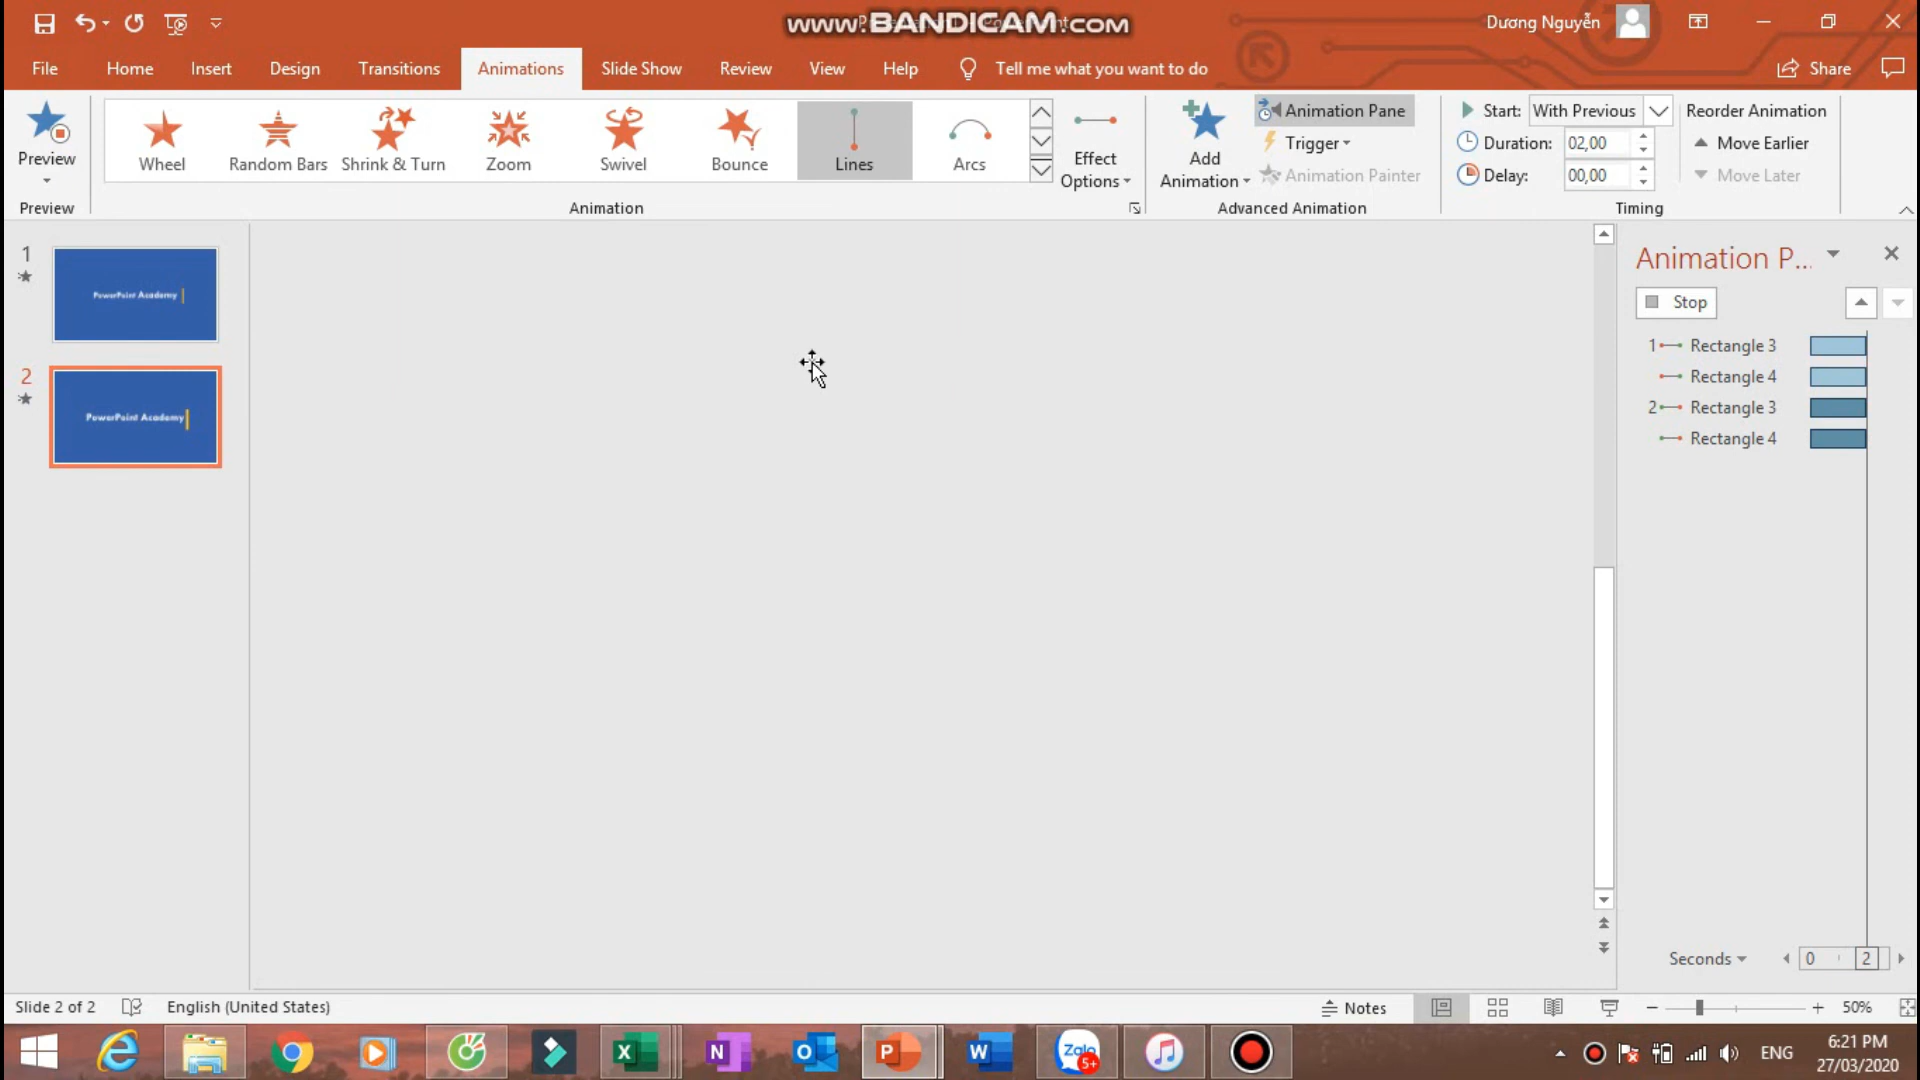 www.BANDICAM.com
Dương Nguyễn
File Home Insert Design Transitions Animations Slide Show Review View Help Tell me what you want to do Share
Preview
Wheel Random Bars Shrink & Turn Zoom Swivel Bounce Lines Arcs
Effect Options
Add Animation
Animation Pane
Trigger
Animation Painter
Start: With Previous
Duration: 02,00
Delay: 00,00
Reorder Animation
Move Earlier
Move Later
Preview Animation Advanced Animation Timing
1
PowerPoint Academy
2
PowerPoint Academy
Animation P...
Stop
1 Rectangle 3
Rectangle 4
2 Rectangle 3
Rectangle 4
Seconds 0 2
Slide 2 of 2 English (United States) Notes 50%
X N O P W Zalo 5+
ENG
6:21 PM
27/03/2020